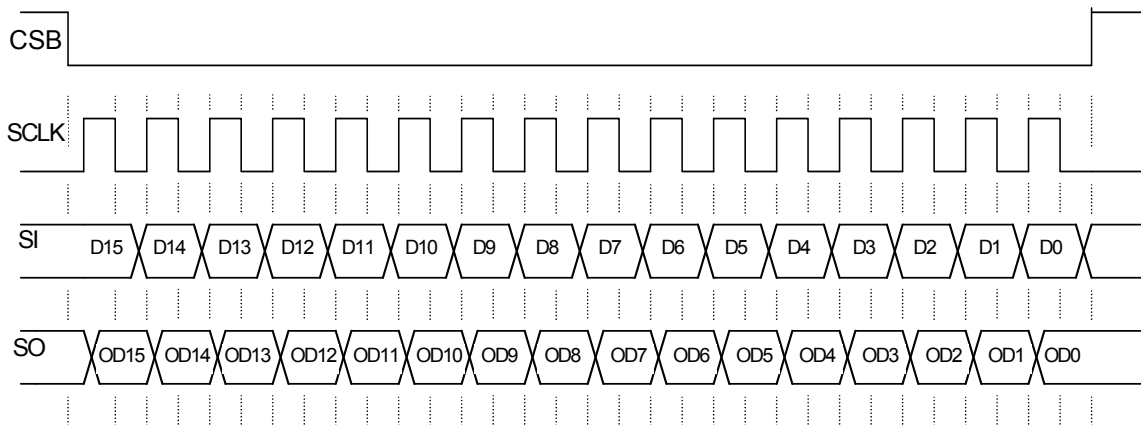 CSB
SCLK
SI D15 D14 D13 D12 D11 D10 D9 D8 D7 D6 D5 D4 D3 D2 D1 D0
SO OD15 OD14 OD13 OD12 OD11 OD10 OD9 OD8 OD7 OD6 OD5 OD4 OD3 OD2 OD1 OD0